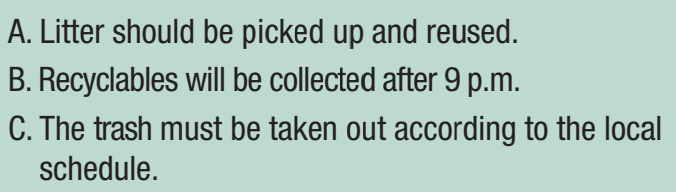 A. Litter should be picked up and reused.
B. Recyclables will be collected after 9 p.m.
C. The trash must be taken out according to the local
schedule.